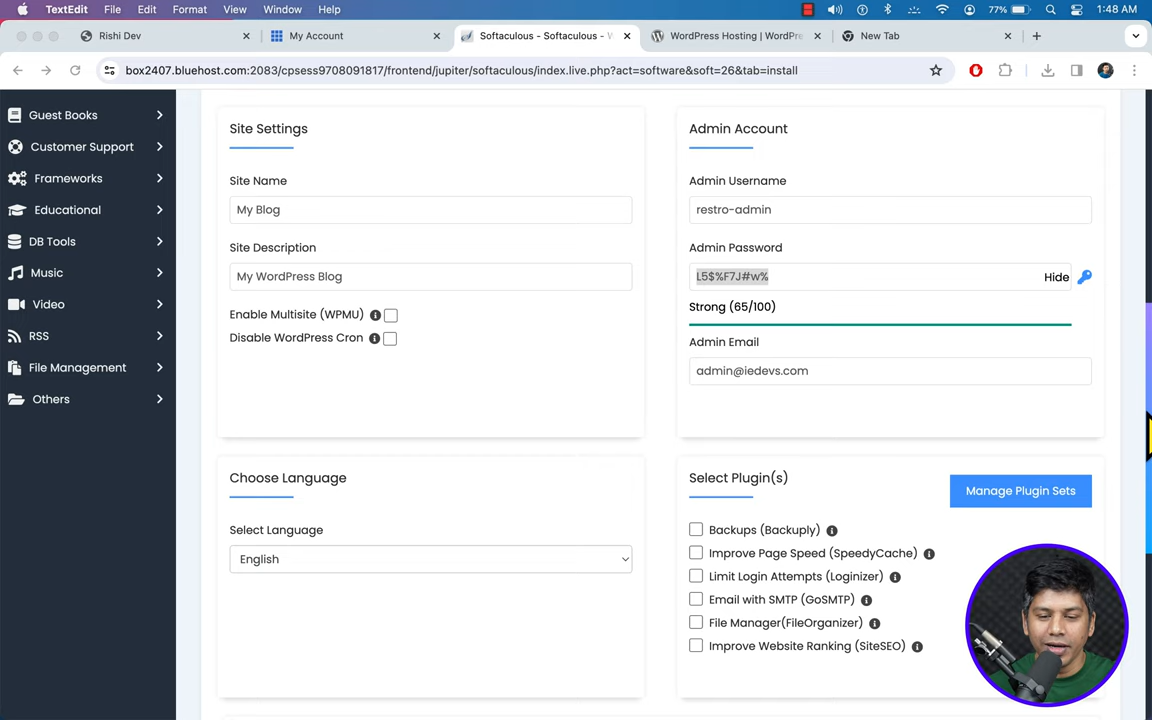 TextEdit File Edit Format View Window Help 77% 1:48 AM
Rishi Dev My Account Softaculous - Softaculous - W WordPress Hosting | WordPre New Tab
box2407.bluehost.com:2083/cpsess9708091817/frontend/jupiter/softaculous/index.live.php?act=software&soft=26&tab=install
Guest Books
Customer Support
Frameworks
Educational
DB Tools
Music
Video
RSS
File Management
Others
Site Settings
Site Name
My Blog
Site Description
My WordPress Blog
Enable Multisite (WPMU)
Disable WordPress Cron
Admin Account
Admin Username
restro-admin
Admin Password
L5$%F7J#w% Hide
Strong (65/100)
Admin Email
admin@iedevs.com
Choose Language
Select Language
English
Select Plugin(s)
Manage Plugin Sets
Backups (Backuply)
Improve Page Speed (SpeedyCache)
Limit Login Attempts (Loginizer)
Email with SMTP (GoSMTP)
File Manager(FileOrganizer)
Improve Website Ranking (SiteSEO)